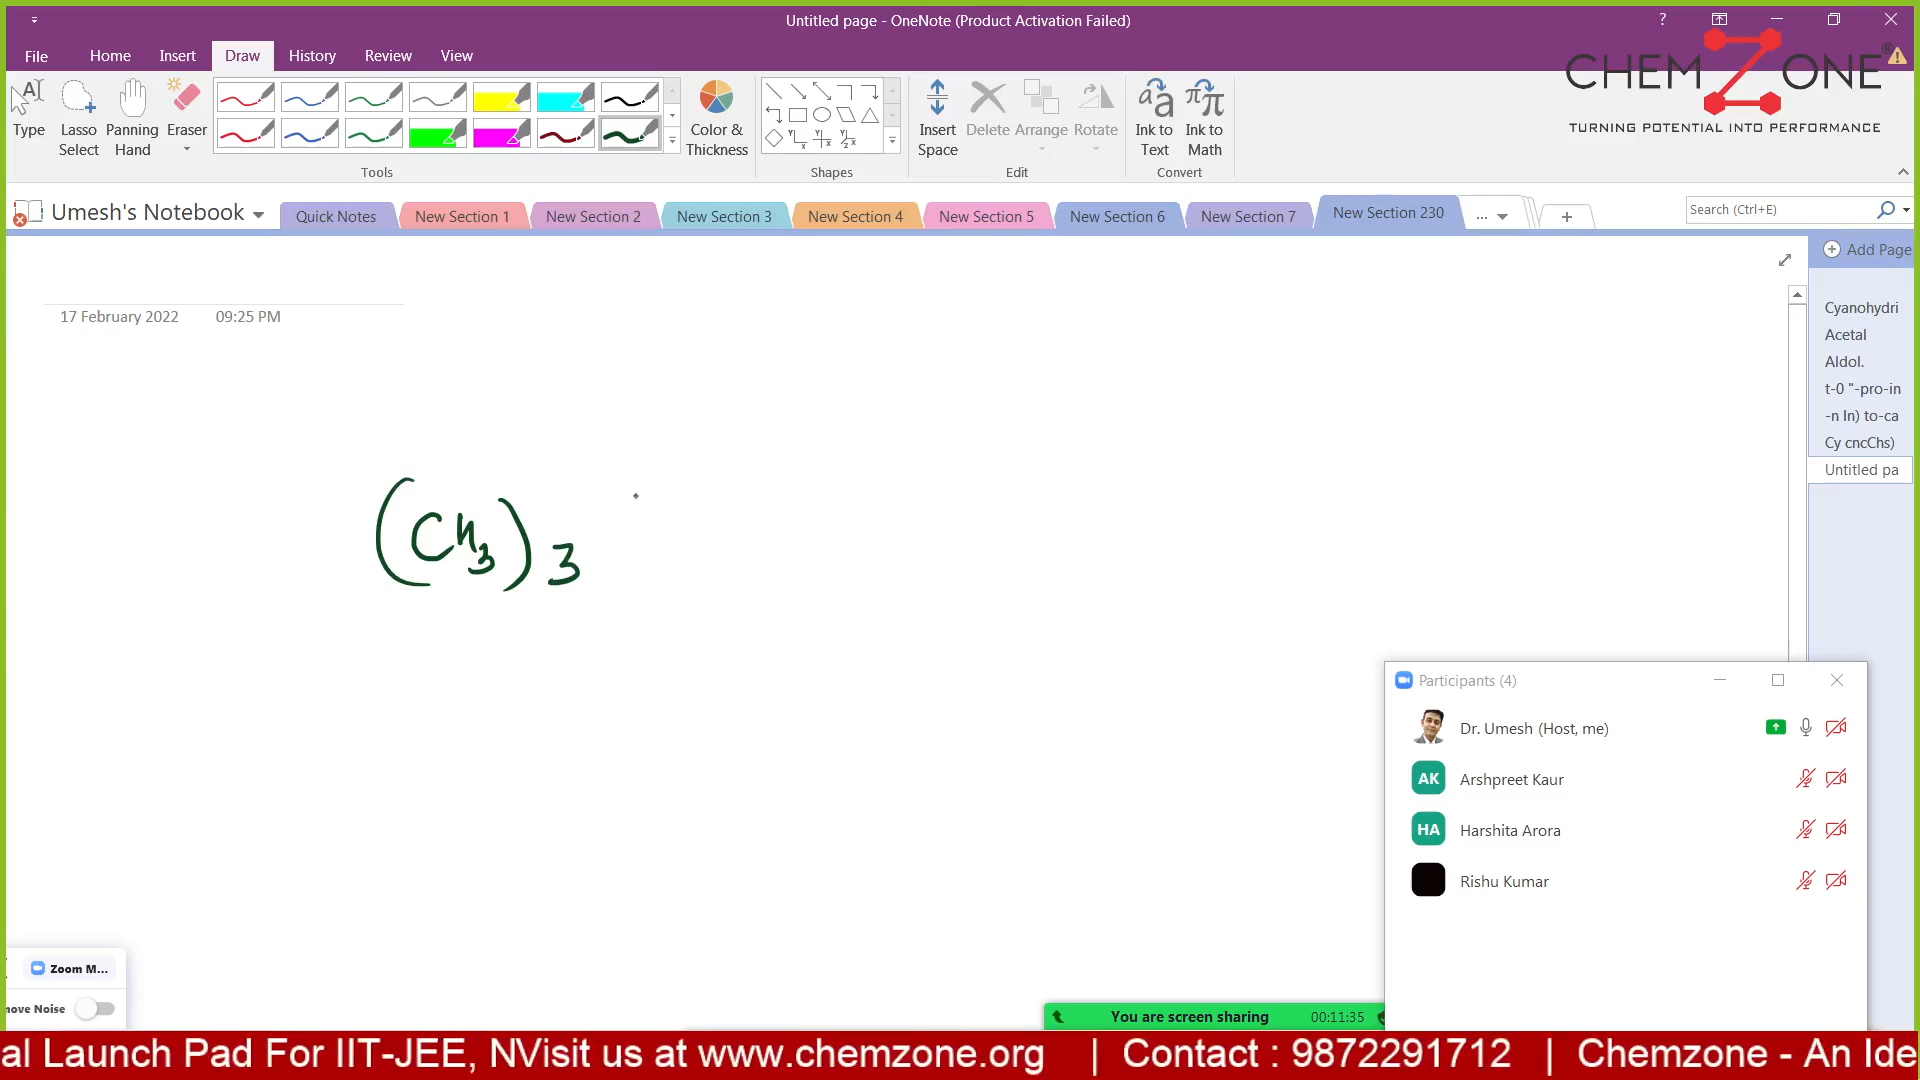 Untitled page - OneNote (Product Activation Failed)
?
File Home Insert Draw History Review View
CHEMZONE®
TURNING POTENTIAL INTO PERFORMANCE
Type
Lasso Select
Panning Hand
Eraser
Color & Thickness
Insert Space
Delete
Arrange
Rotate
Ink to Text
Ink to Math
Tools Shapes Edit Convert
Umesh's Notebook Quick Notes New Section 1 New Section 2 New Section 3 New Section 4 New Section 5 New Section 6 New Section 7 New Section 230 ... +
Search (Ctrl+E)
Add Page
17 February 2022 09:25 PM
Cyanohydri
Acetal
Aldol.
t-0 "-pro-in
-n In) to-ca
Cy cncChs)
Untitled pa
(CH3)3
Participants (4)
Dr. Umesh (Host, me)
AK Arshpreet Kaur
HA Harshita Arora
Rishu Kumar
Zoom M...
nove Noise
You are screen sharing 00:11:35
al Launch Pad For IIT-JEE, NVisit us at www.chemzone.org | Contact : 9872291712 | Chemzone - An Ide